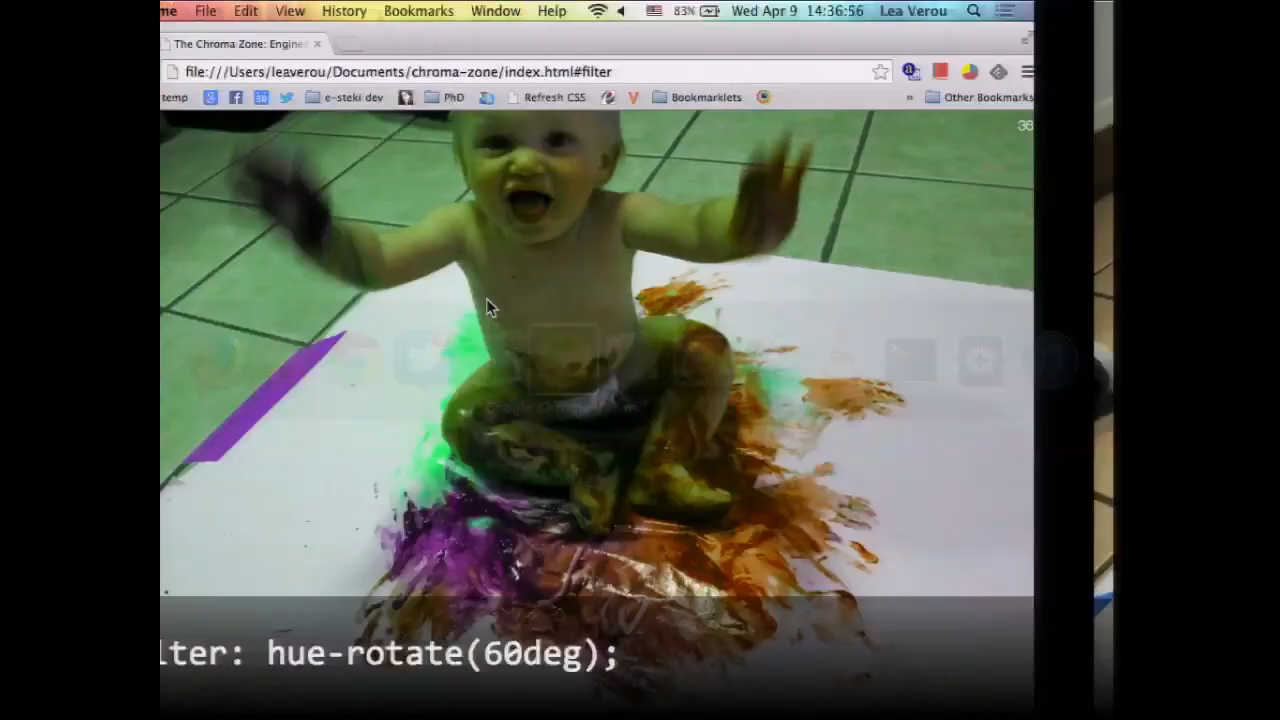 me File Edit View History Bookmarks Window Help 83% Wed Apr 9 14:36:56 Lea Verou
The Chroma Zone: Engine
file:///Users/leaverou/Documents/chroma-zone/index.html#filter
temp e-steki dev PhD Refresh CSS Bookmarklets » Other Bookmarks
36
lter: hue-rotate(60deg);